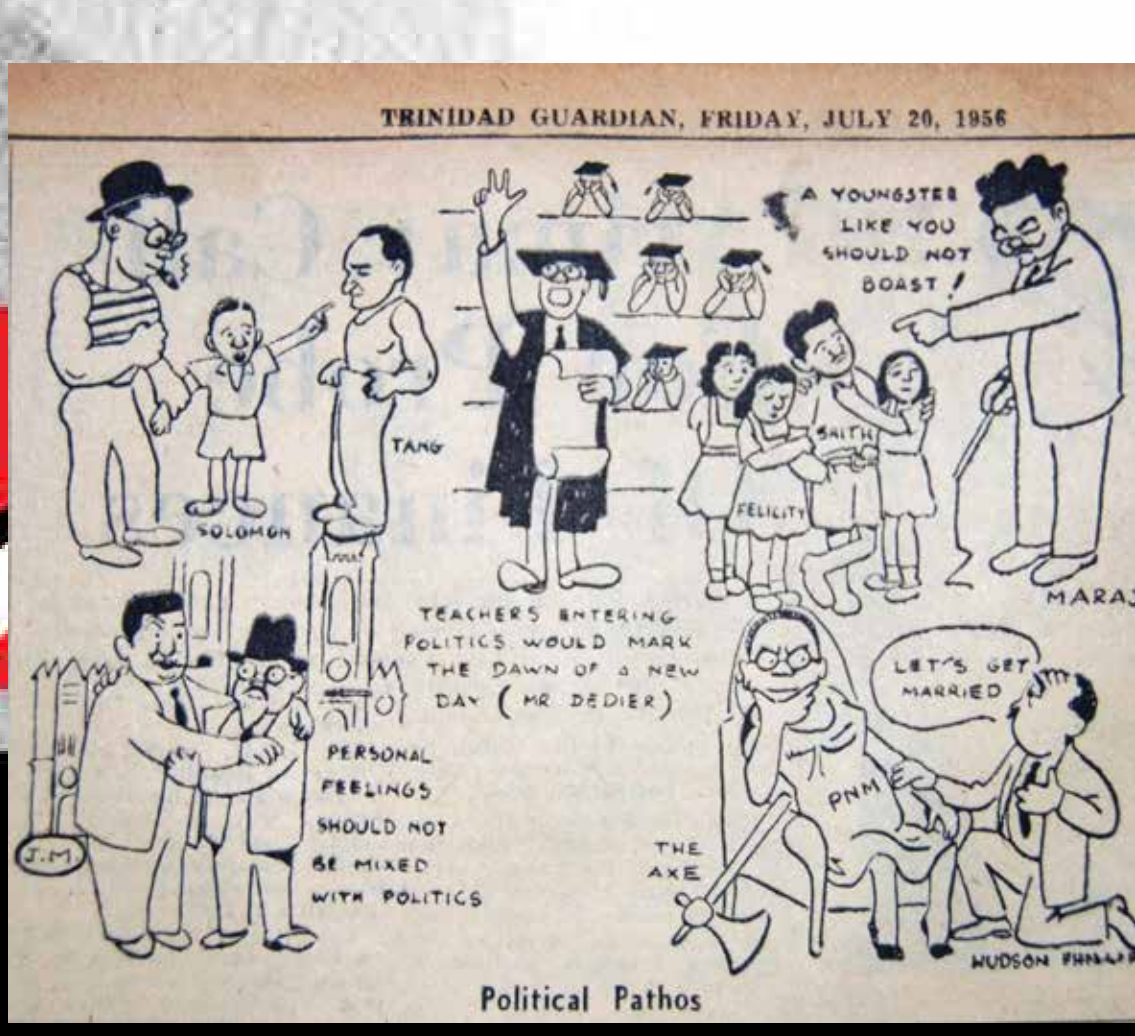 TRINIDAD GUARDIAN, FRIDAY, JULY 20, 1956
A YOUNGSTER
LIKE YOU
SHOULD NOT
BOAST!
TANG
SOLOMON
SAITH
FELICITY
MARAJ
TEACHERS ENTERING
POLITICS WOULD MARK
THE DAWN OF A NEW
DAY (MR DEDIER)
LET'S GET
MARRIED
PERSONAL
FEELINGS
SHOULD NOT
BE MIXED
WITH POLITICS
J.M.
PNM
THE
AXE
HUDSON
Political Pathos